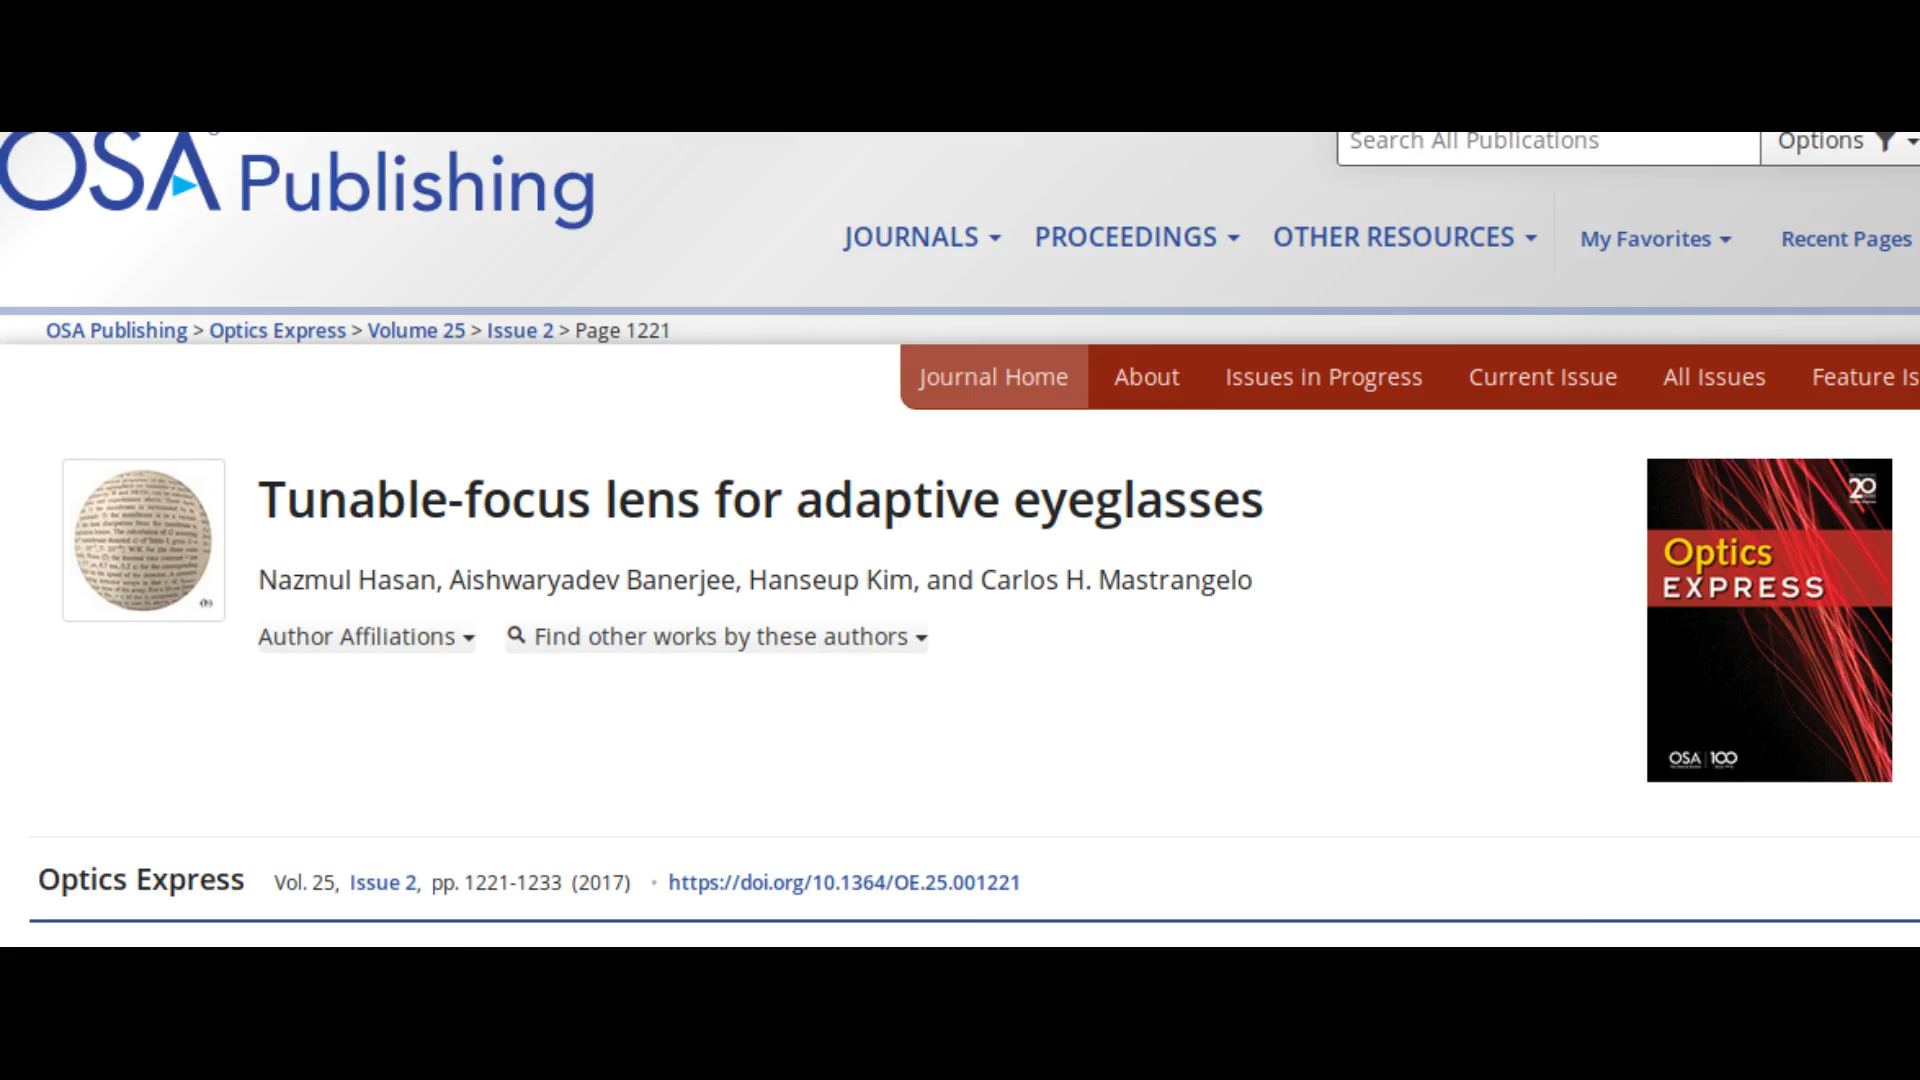 OSA Publishing
Search All Publications
Options
JOURNALS
PROCEEDINGS
OTHER RESOURCES
My Favorites
Recent Pages
OSA Publishing > Optics Express > Volume 25 > Issue 2 > Page 1221
Journal Home
About
Issues in Progress
Current Issue
All Issues
Feature Is
Tunable-focus lens for adaptive eyeglasses
Nazmul Hasan, Aishwaryadev Banerjee, Hanseup Kim, and Carlos H. Mastrangelo
Author Affiliations
Find other works by these authors
(b)
20
Optics
EXPRESS
OSA 100
Optics Express Vol. 25, Issue 2, pp. 1221-1233 (2017) • https://doi.org/10.1364/OE.25.001221